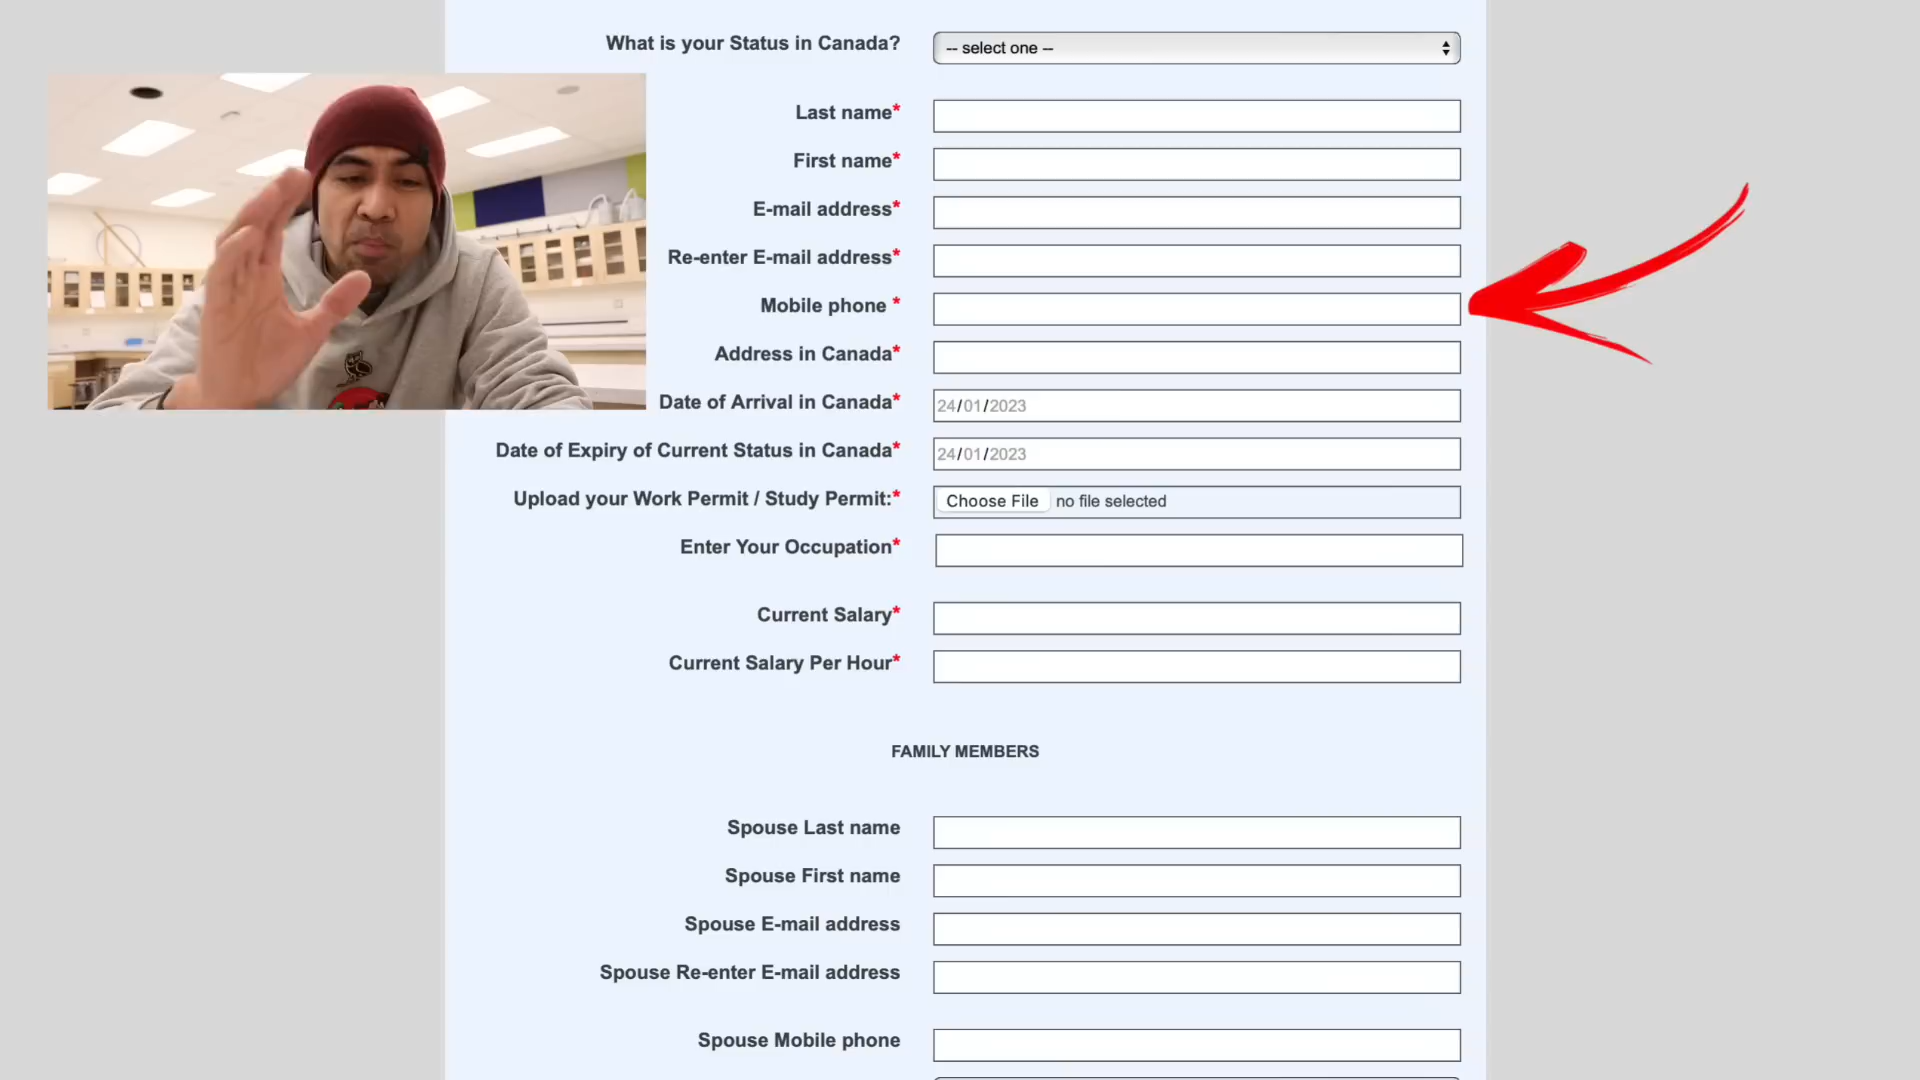 What is your Status in Canada?
-- select one --
Last name*
First name*
E-mail address*
Re-enter E-mail address*
Mobile phone *
Address in Canada*
Date of Arrival in Canada*
24/01/2023
Date of Expiry of Current Status in Canada*
24/01/2023
Upload your Work Permit / Study Permit:*
Choose File no file selected
Enter Your Occupation*
Current Salary*
Current Salary Per Hour*
FAMILY MEMBERS
Spouse Last name
Spouse First name
Spouse E-mail address
Spouse Re-enter E-mail address
Spouse Mobile phone